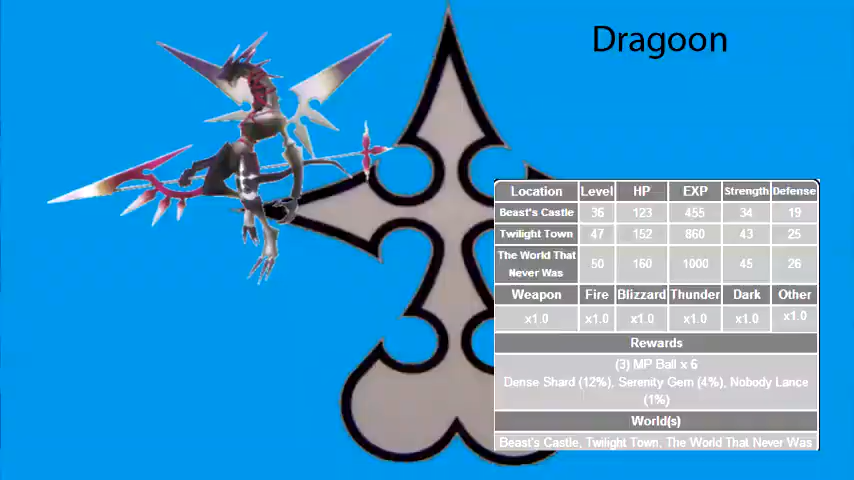 Dragoon
Location Level HP EXP Strength Defense
Beast's Castle 36 123 455 34 19
Twilight Town 47 152 860 43 25
The World That
Never Was 50 160 1000 45 26
Weapon Fire Blizzard Thunder Dark Other
x1.0 x1.0 x1.0 x1.0 x1.0 x1.0
Rewards
(3) MP Ball x 6
Dense Shard (12%), Serenity Gem (4%), Nobody Lance
(1%)
World(s)
Beast's Castle, Twilight Town, The World That Never Was